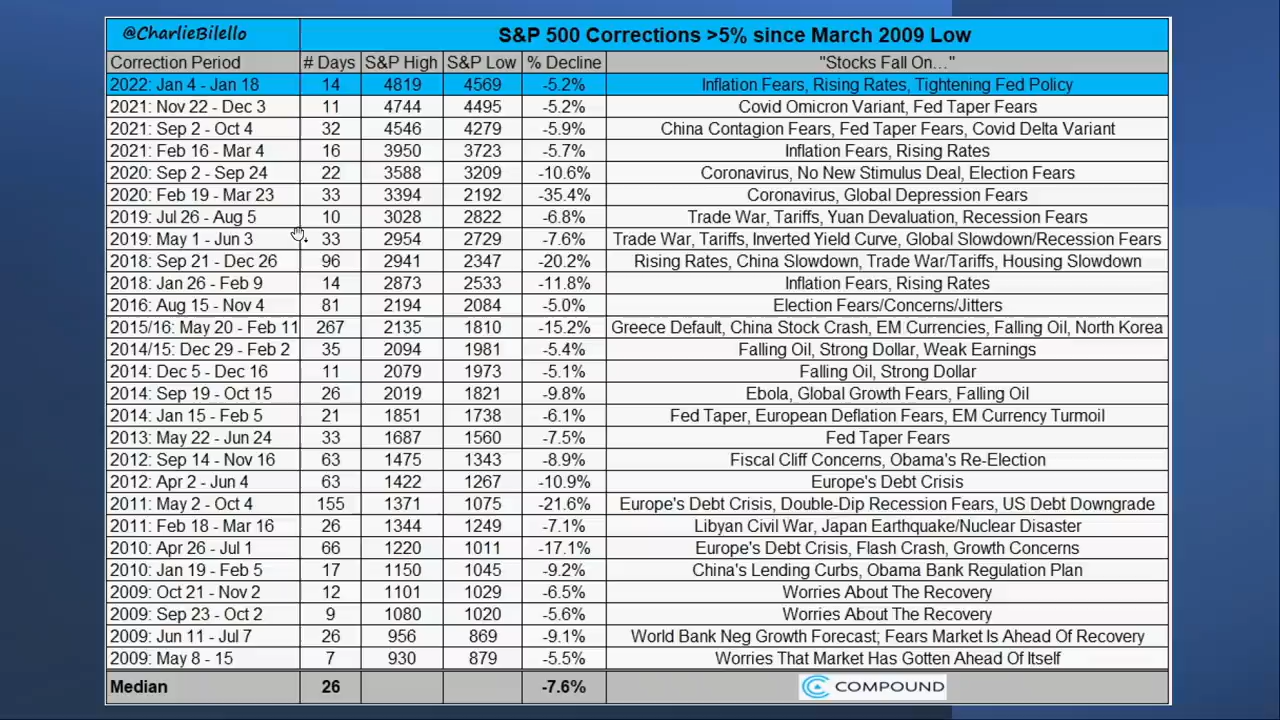 @CharlieBilello S&P 500 Corrections >5% since March 2009 Low
Correction Period # Days S&P High S&P Low % Decline "Stocks Fall On..."
2022: Jan 4 - Jan 18 14 4819 4569 -5.2% Inflation Fears, Rising Rates, Tightening Fed Policy
2021: Nov 22 - Dec 3 11 4744 4495 -5.2% Covid Omicron Variant, Fed Taper Fears
2021: Sep 2 - Oct 4 32 4546 4279 -5.9% China Contagion Fears, Fed Taper Fears, Covid Delta Variant
2021: Feb 16 - Mar 4 16 3950 3723 -5.7% Inflation Fears, Rising Rates
2020: Sep 2 - Sep 24 22 3588 3209 -10.6% Coronavirus, No New Stimulus Deal, Election Fears
2020: Feb 19 - Mar 23 33 3394 2192 -35.4% Coronavirus, Global Depression Fears
2019: Jul 26 - Aug 5 10 3028 2822 -6.8% Trade War, Tariffs, Yuan Devaluation, Recession Fears
2019: May 1 - Jun 3 33 2954 2729 -7.6% Trade War, Tariffs, Inverted Yield Curve, Global Slowdown/Recession Fears
2018: Sep 21 - Dec 26 96 2941 2347 -20.2% Rising Rates, China Slowdown, Trade War/Tariffs, Housing Slowdown
2018: Jan 26 - Feb 9 14 2873 2533 -11.8% Inflation Fears, Rising Rates
2016: Aug 15 - Nov 4 81 2194 2084 -5.0% Election Fears/Concerns/Jitters
2015/16: May 20 - Feb 11 267 2135 1810 -15.2% Greece Default, China Stock Crash, EM Currencies, Falling Oil, North Korea
2014/15: Dec 29 - Feb 2 35 2094 1981 -5.4% Falling Oil, Strong Dollar, Weak Earnings
2014: Dec 5 - Dec 16 11 2079 1973 -5.1% Falling Oil, Strong Dollar
2014: Sep 19 - Oct 15 26 2019 1821 -9.8% Ebola, Global Growth Fears, Falling Oil
2014: Jan 15 - Feb 5 21 1851 1738 -6.1% Fed Taper, European Deflation Fears, EM Currency Turmoil
2013: May 22 - Jun 24 33 1687 1560 -7.5% Fed Taper Fears
2012: Sep 14 - Nov 16 63 1475 1343 -8.9% Fiscal Cliff Concerns, Obama's Re-Election
2012: Apr 2 - Jun 4 63 1422 1267 -10.9% Europe's Debt Crisis
2011: May 2 - Oct 4 155 1371 1075 -21.6% Europe's Debt Crisis, Double-Dip Recession Fears, US Debt Downgrade
2011: Feb 18 - Mar 16 26 1344 1249 -7.1% Libyan Civil War, Japan Earthquake/Nuclear Disaster
2010: Apr 26 - Jul 1 66 1220 1011 -17.1% Europe's Debt Crisis, Flash Crash, Growth Concerns
2010: Jan 19 - Feb 5 17 1150 1045 -9.2% China's Lending Curbs, Obama Bank Regulation Plan
2009: Oct 21 - Nov 2 12 1101 1029 -6.5% Worries About The Recovery
2009: Sep 23 - Oct 2 9 1080 1020 -5.6% Worries About The Recovery
2009: Jun 11 - Jul 7 26 956 869 -9.1% World Bank Neg Growth Forecast; Fears Market Is Ahead Of Recovery
2009: May 8 - 15 7 930 879 -5.5% Worries That Market Has Gotten Ahead Of Itself
Median 26 -7.6% COMPOUND